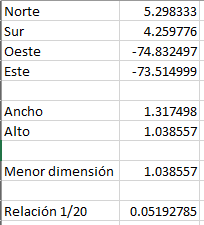 Norte 5.298333
Sur 4.259776
Oeste -74.832497
Este -73.514999
Ancho 1.317498
Alto 1.038557
Menor dimensión 1.038557
Relación 1/20 0.05192785